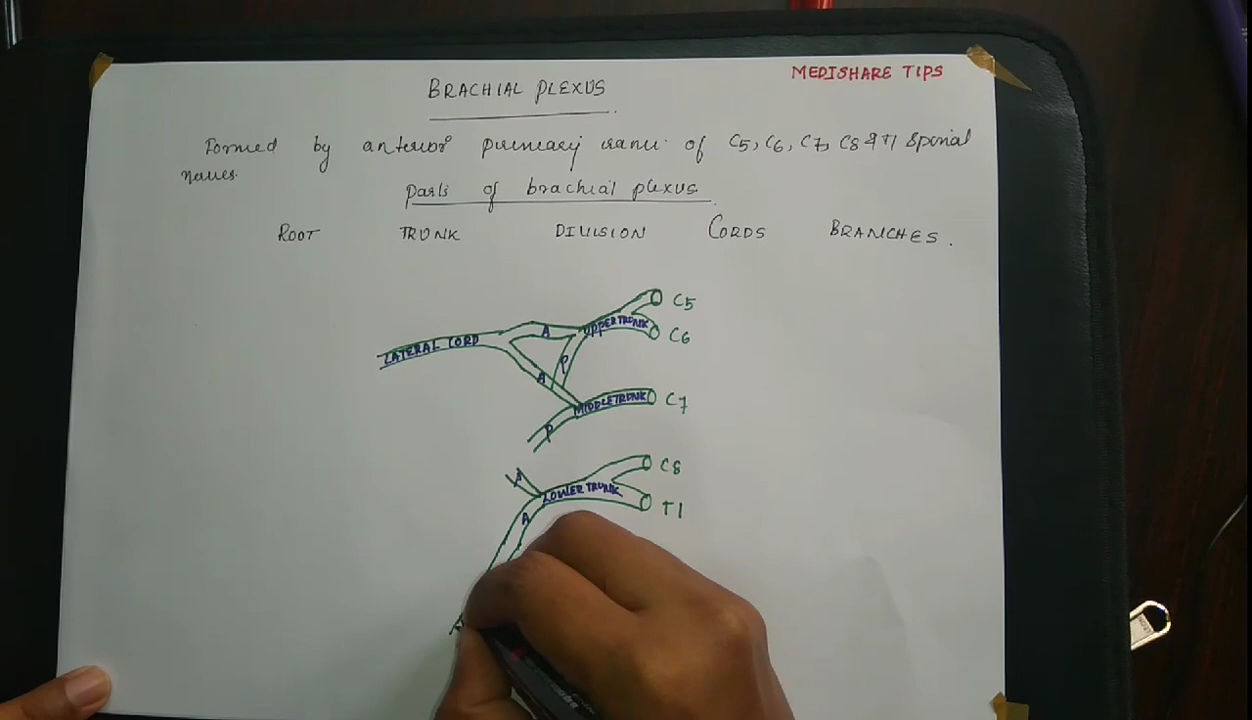 BRACHIAL PLEXUS
MEDISHARE TIPS
Formed by anterior primary rami of C5, C6, C7, C8 & T1 Spinal
nerves.
Parts of brachial plexus
ROOT TRUNK DIVISION CORDS BRANCHES.
C5
A UPPER TRUNK
C6
LATERAL CORD
P
A
MIDDLE TRUNK C7
P
C8
A
LOWER TRUNK
T1
A